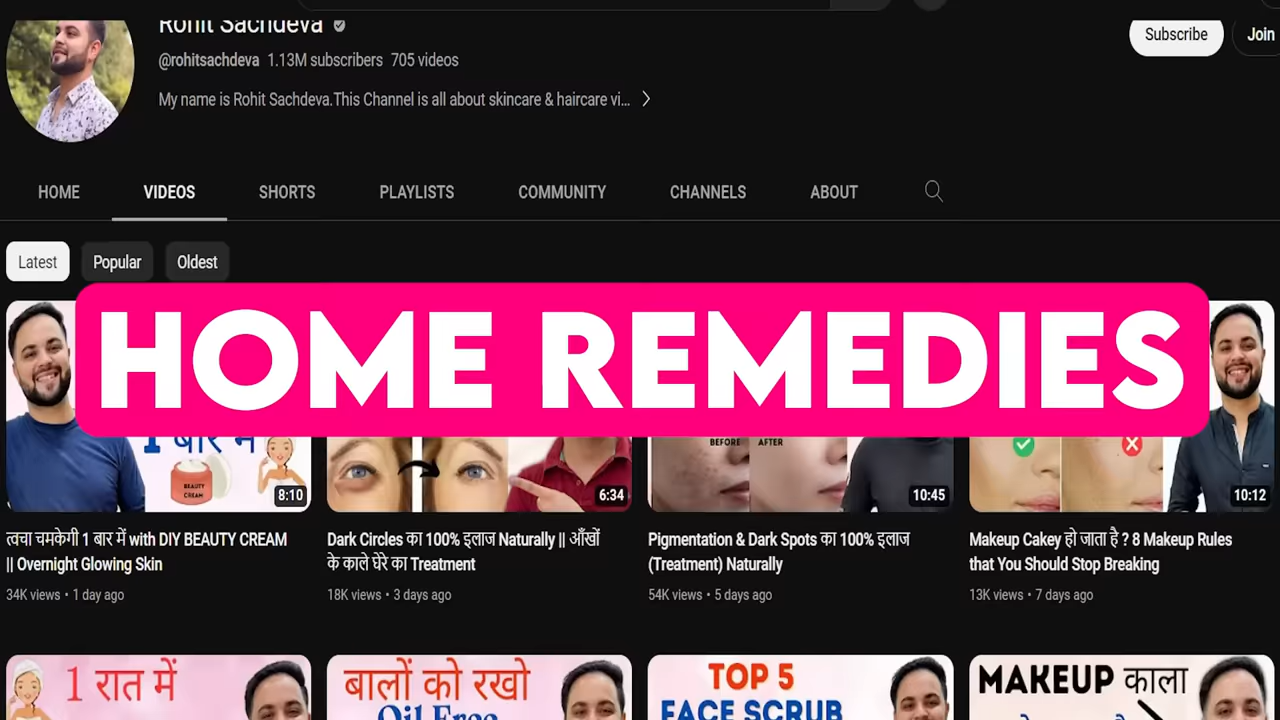 Rohit Sachdeva
@rohitsachdeva 1.13M subscribers 705 videos
My name is Rohit Sachdeva.This Channel is all about skincare & haircare vi...
Subscribe
Join
HOME VIDEOS SHORTS PLAYLISTS COMMUNITY CHANNELS ABOUT
Latest Popular Oldest
HOME REMEDIES
1 बार में
BEAUTY
CREAM
8:10
6:34
BEFORE AFTER
10:45
10:12
त्वचा चमकेगी 1 बार में with DIY BEAUTY CREAM
|| Overnight Glowing Skin
34K views • 1 day ago
Dark Circles का 100% इलाज Naturally || आँखों
के काले घेरे का Treatment
18K views • 3 days ago
Pigmentation & Dark Spots का 100% इलाज
(Treatment) Naturally
54K views • 5 days ago
Makeup Cakey हो जाता है ? 8 Makeup Rules
that You Should Stop Breaking
13K views • 7 days ago
1 रात में
बालों को रखो
Oil Free
TOP 5
FACE SCRUB
MAKEUP काला